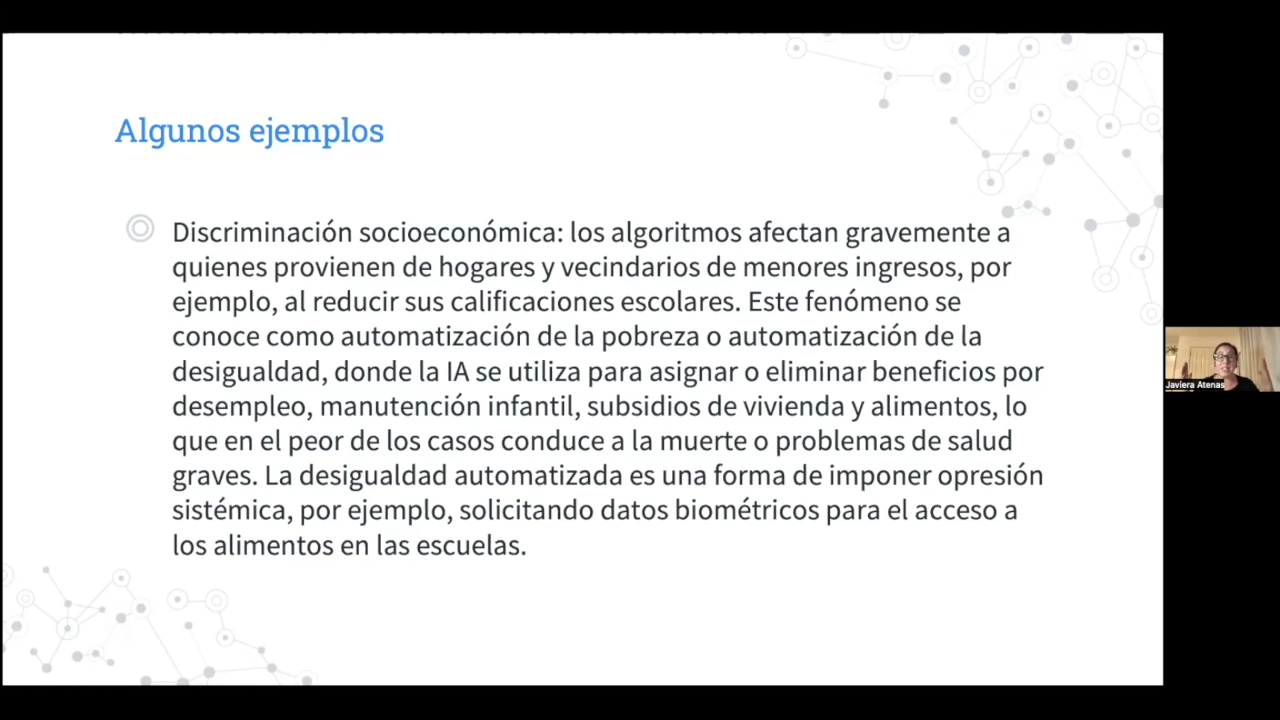 Algunos ejemplos
Discriminación socioeconómica: los algoritmos afectan gravemente a
quienes provienen de hogares y vecindarios de menores ingresos, por
ejemplo, al reducir sus calificaciones escolares. Este fenómeno se
conoce como automatización de la pobreza o automatización de la
desigualdad, donde la IA se utiliza para asignar o eliminar beneficios por
desempleo, manutención infantil, subsidios de vivienda y alimentos, lo
que en el peor de los casos conduce a la muerte o problemas de salud
graves. La desigualdad automatizada es una forma de imponer opresión
sistémica, por ejemplo, solicitando datos biométricos para el acceso a
los alimentos en las escuelas.
Javiera Atenas